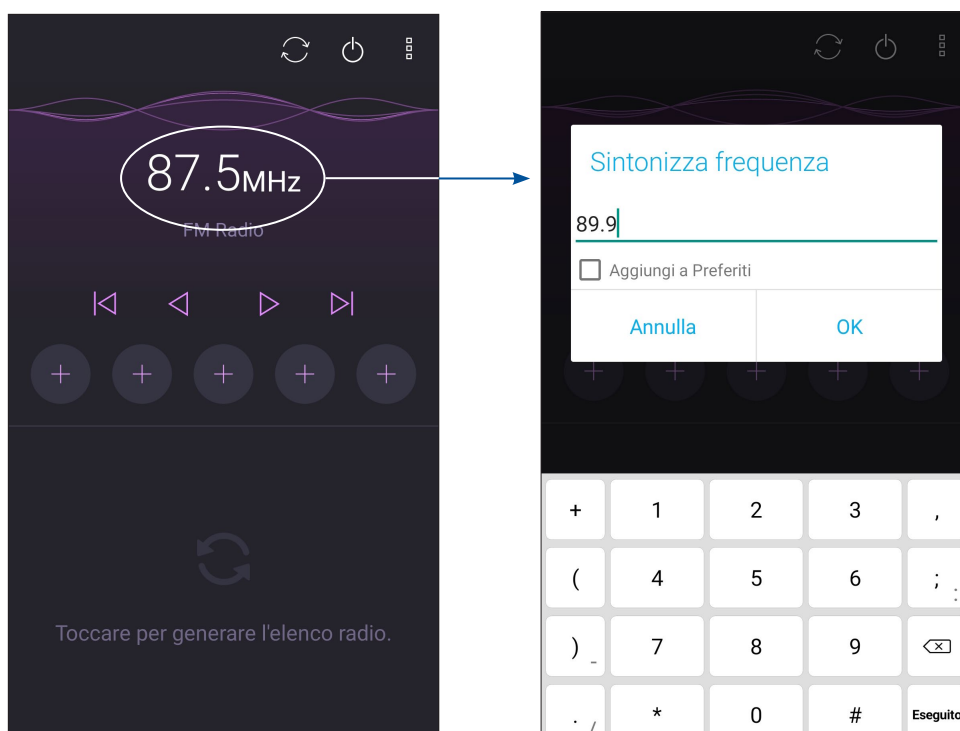 87.5MHz
FM Radio
Toccare per generare l'elenco radio.
Sintonizza frequenza
89.9
Aggiungi a Preferiti
Annulla OK
+ 1 2 3 ,
( 4 5 6 ; :
) - 7 8 9
. / * 0 # Eseguito